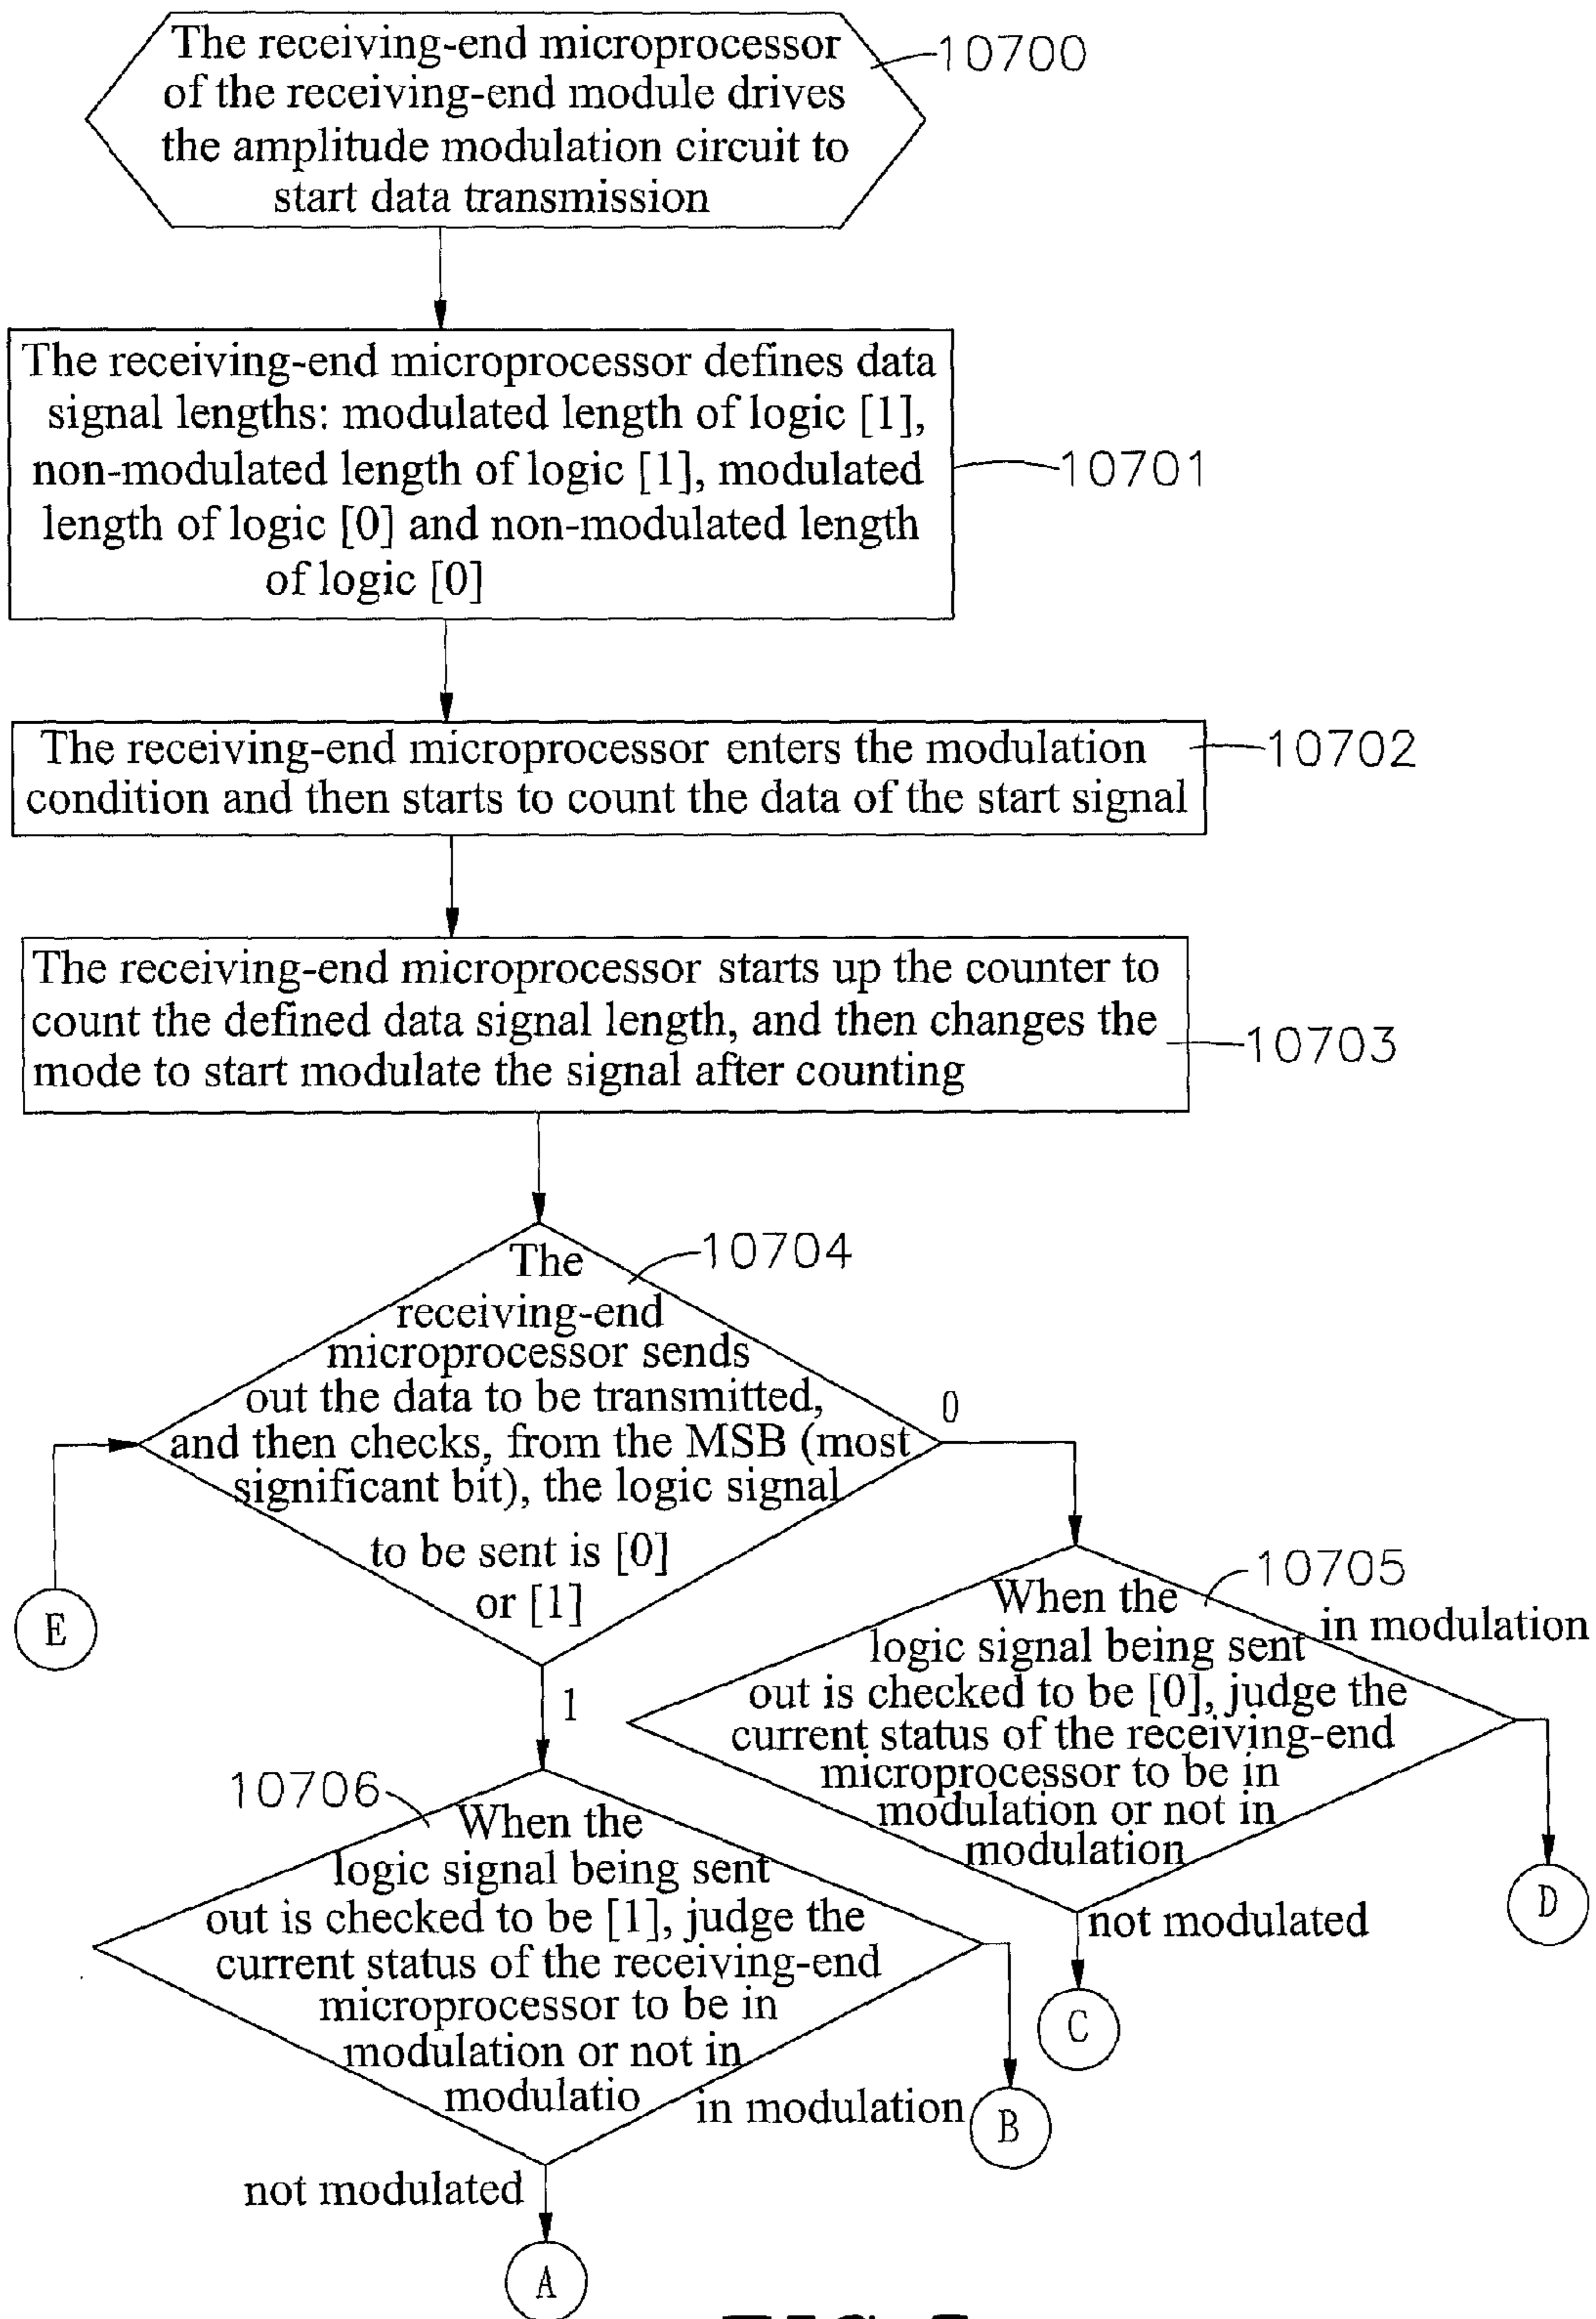 The receiving-end microprocessor
of the receiving-end module drives
the amplitude modulation circuit to
start data transmission
10700
The receiving-end microprocessor defines data
signal lengths: modulated length of logic [1],
non-modulated length of logic [1], modulated
length of logic [0] and non-modulated length
of logic [0]
10701
The receiving-end microprocessor enters the modulation
condition and then starts to count the data of the start signal
10702
The receiving-end microprocessor starts up the counter to
count the defined data signal length, and then changes the
mode to start modulate the signal after counting
10703
The
receiving-end
microprocessor sends
out the data to be transmitted,
and then checks, from the MSB (most
significant bit), the logic signal
to be sent is [0]
or [1]
10704
0
1
E
When the
logic signal being sent
out is checked to be [0], judge the
current status of the receiving-end
microprocessor to be in
modulation or not in
modulation
10705
in modulation
D
not modulated
C
10706
When the
logic signal being sent
out is checked to be [1], judge the
current status of the receiving-end
microprocessor to be in
modulation or not in
modulatio
in modulation
B
not modulated
A